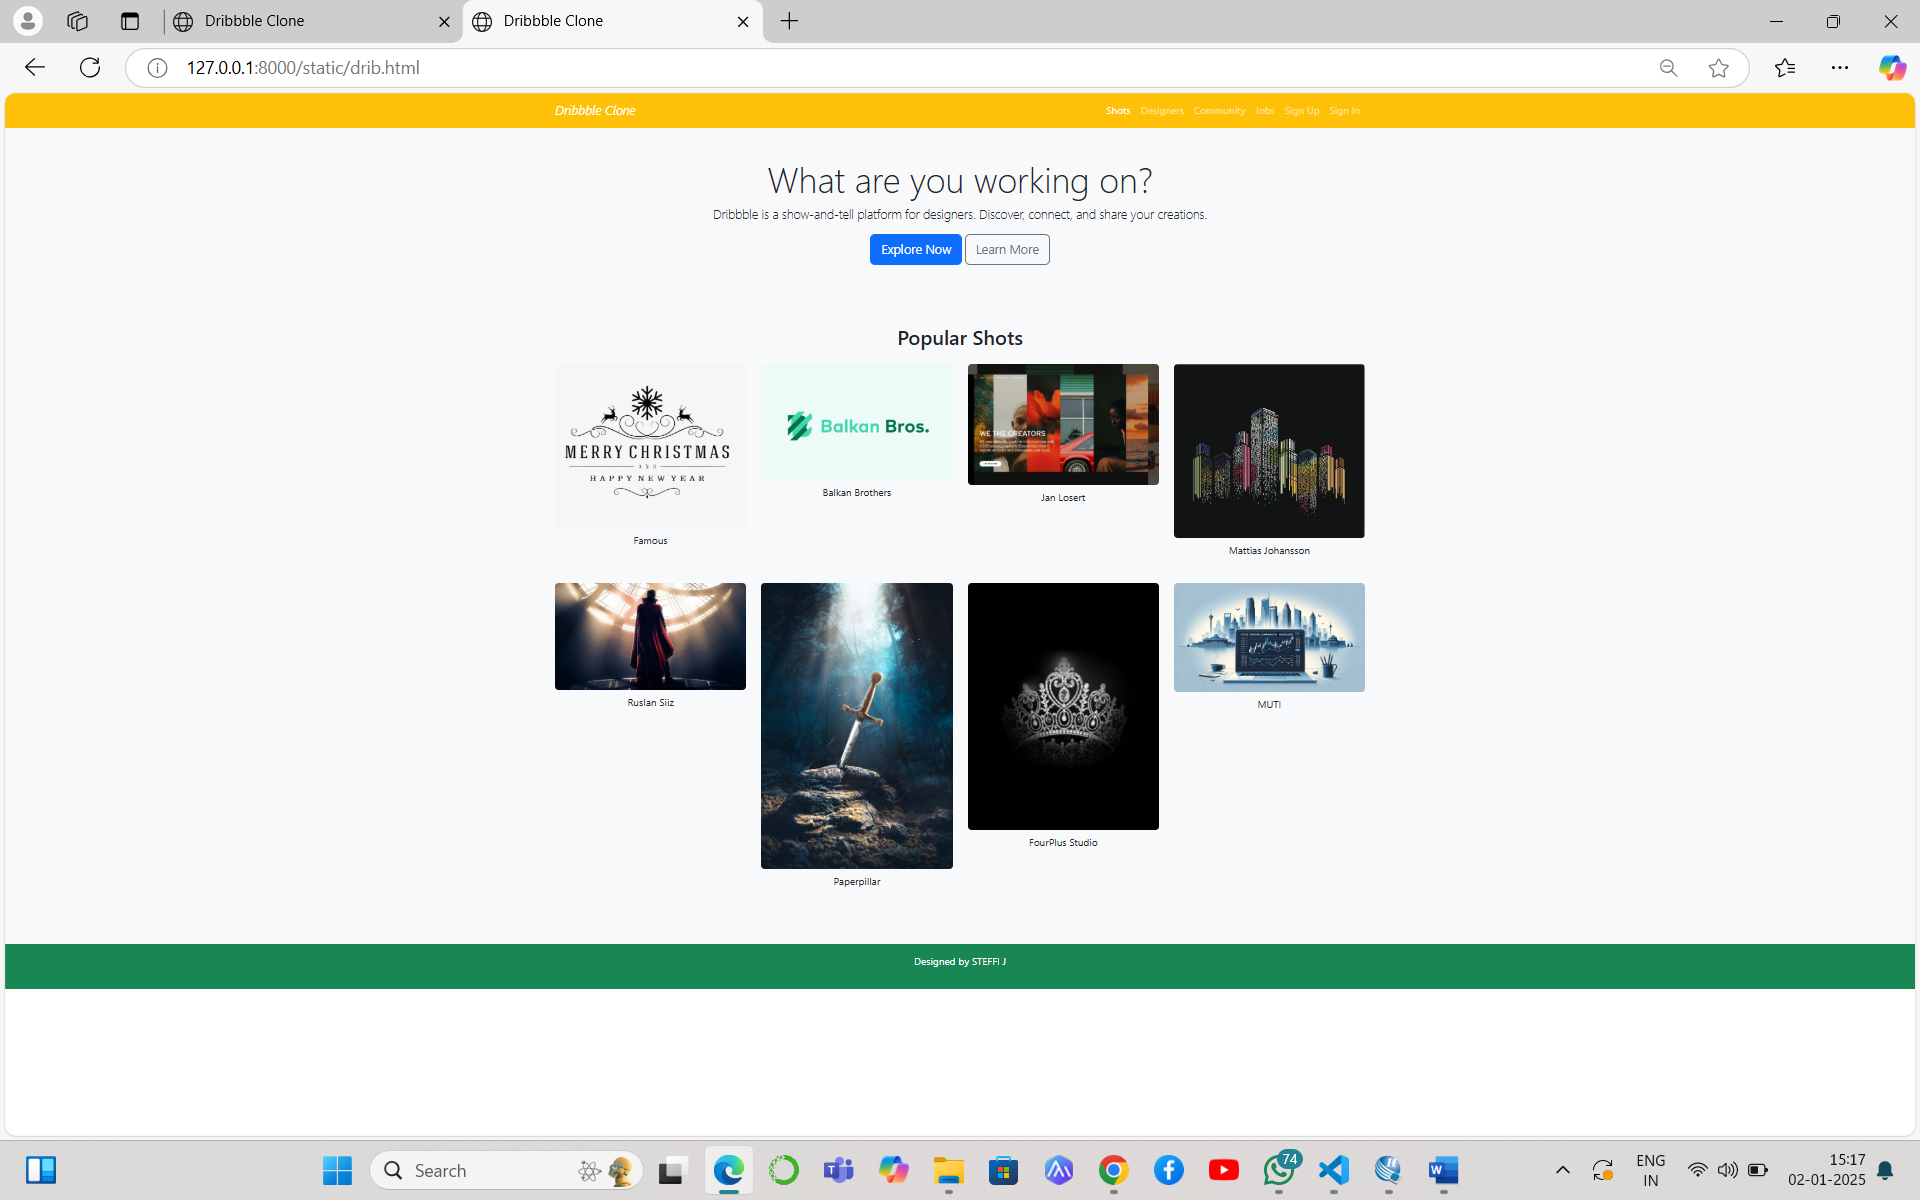 Dribbble Clone
Dribbble Clone
127.0.0.1:8000/static/drib.html
Dribbble Clone
Shots Designers Community Jobs Sign Up Sign In
What are you working on?
Dribbble is a show-and-tell platform for designers. Discover, connect, and share your creations.
Explore Now Learn More
Popular Shots
MERRY CHRISTMAS
AND
HAPPY NEW YEAR
Famous
Balkan Bros.
Balkan Brothers
WE THE CREATORS
Jan Losert
Mattias Johansson
Ruslan Siiz
Paperpillar
FourPlus Studio
MUTI
Designed by STEFFI J
Search
74
ENG
IN
15:17
02-01-2025